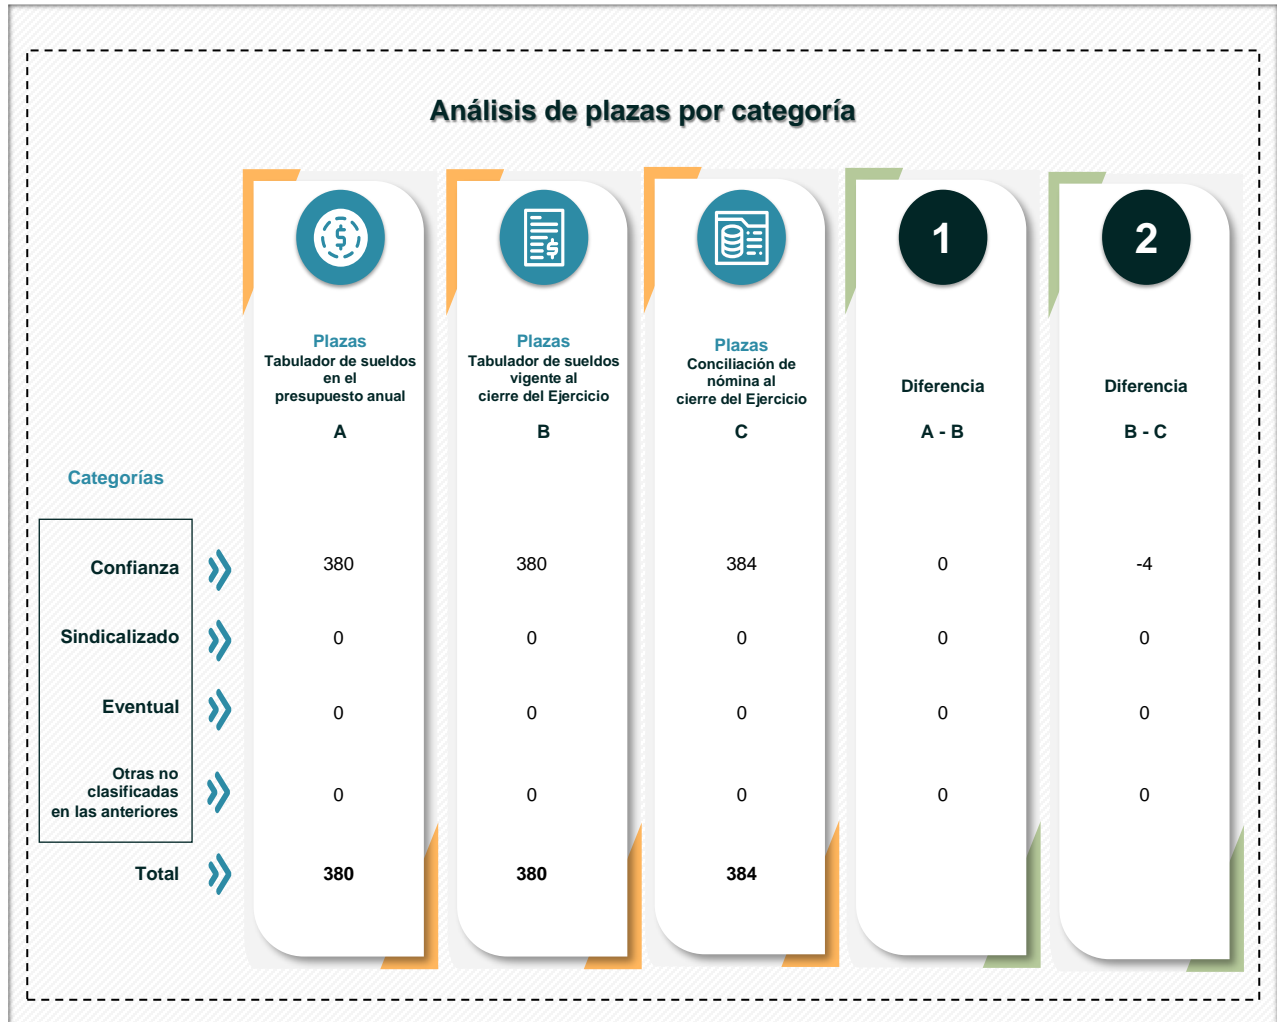 Análisis de plazas por categoría
$
$
1
2
Plazas
Tabulador de sueldos
en el
presupuesto anual
A
Plazas
Tabulador de sueldos
vigente al
cierre del Ejercicio
B
Plazas
Conciliación de
nómina al
cierre del Ejercicio
C
Diferencia
A - B
Diferencia
B - C
Categorías
Confianza 380 380 384 0 -4
Sindicalizado 0 0 0 0 0
Eventual 0 0 0 0 0
Otras no
clasificadas
en las anteriores
0 0 0 0 0
Total 380 380 384